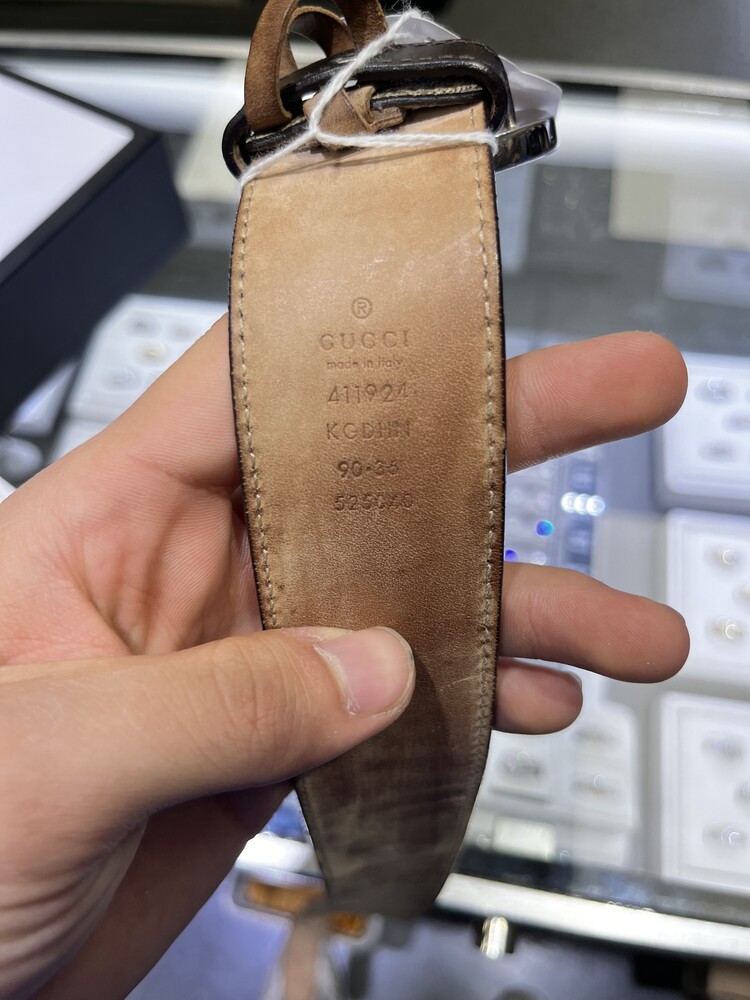 ®
GUCCI
made in italy
411924
KGDHN
90·36
525040